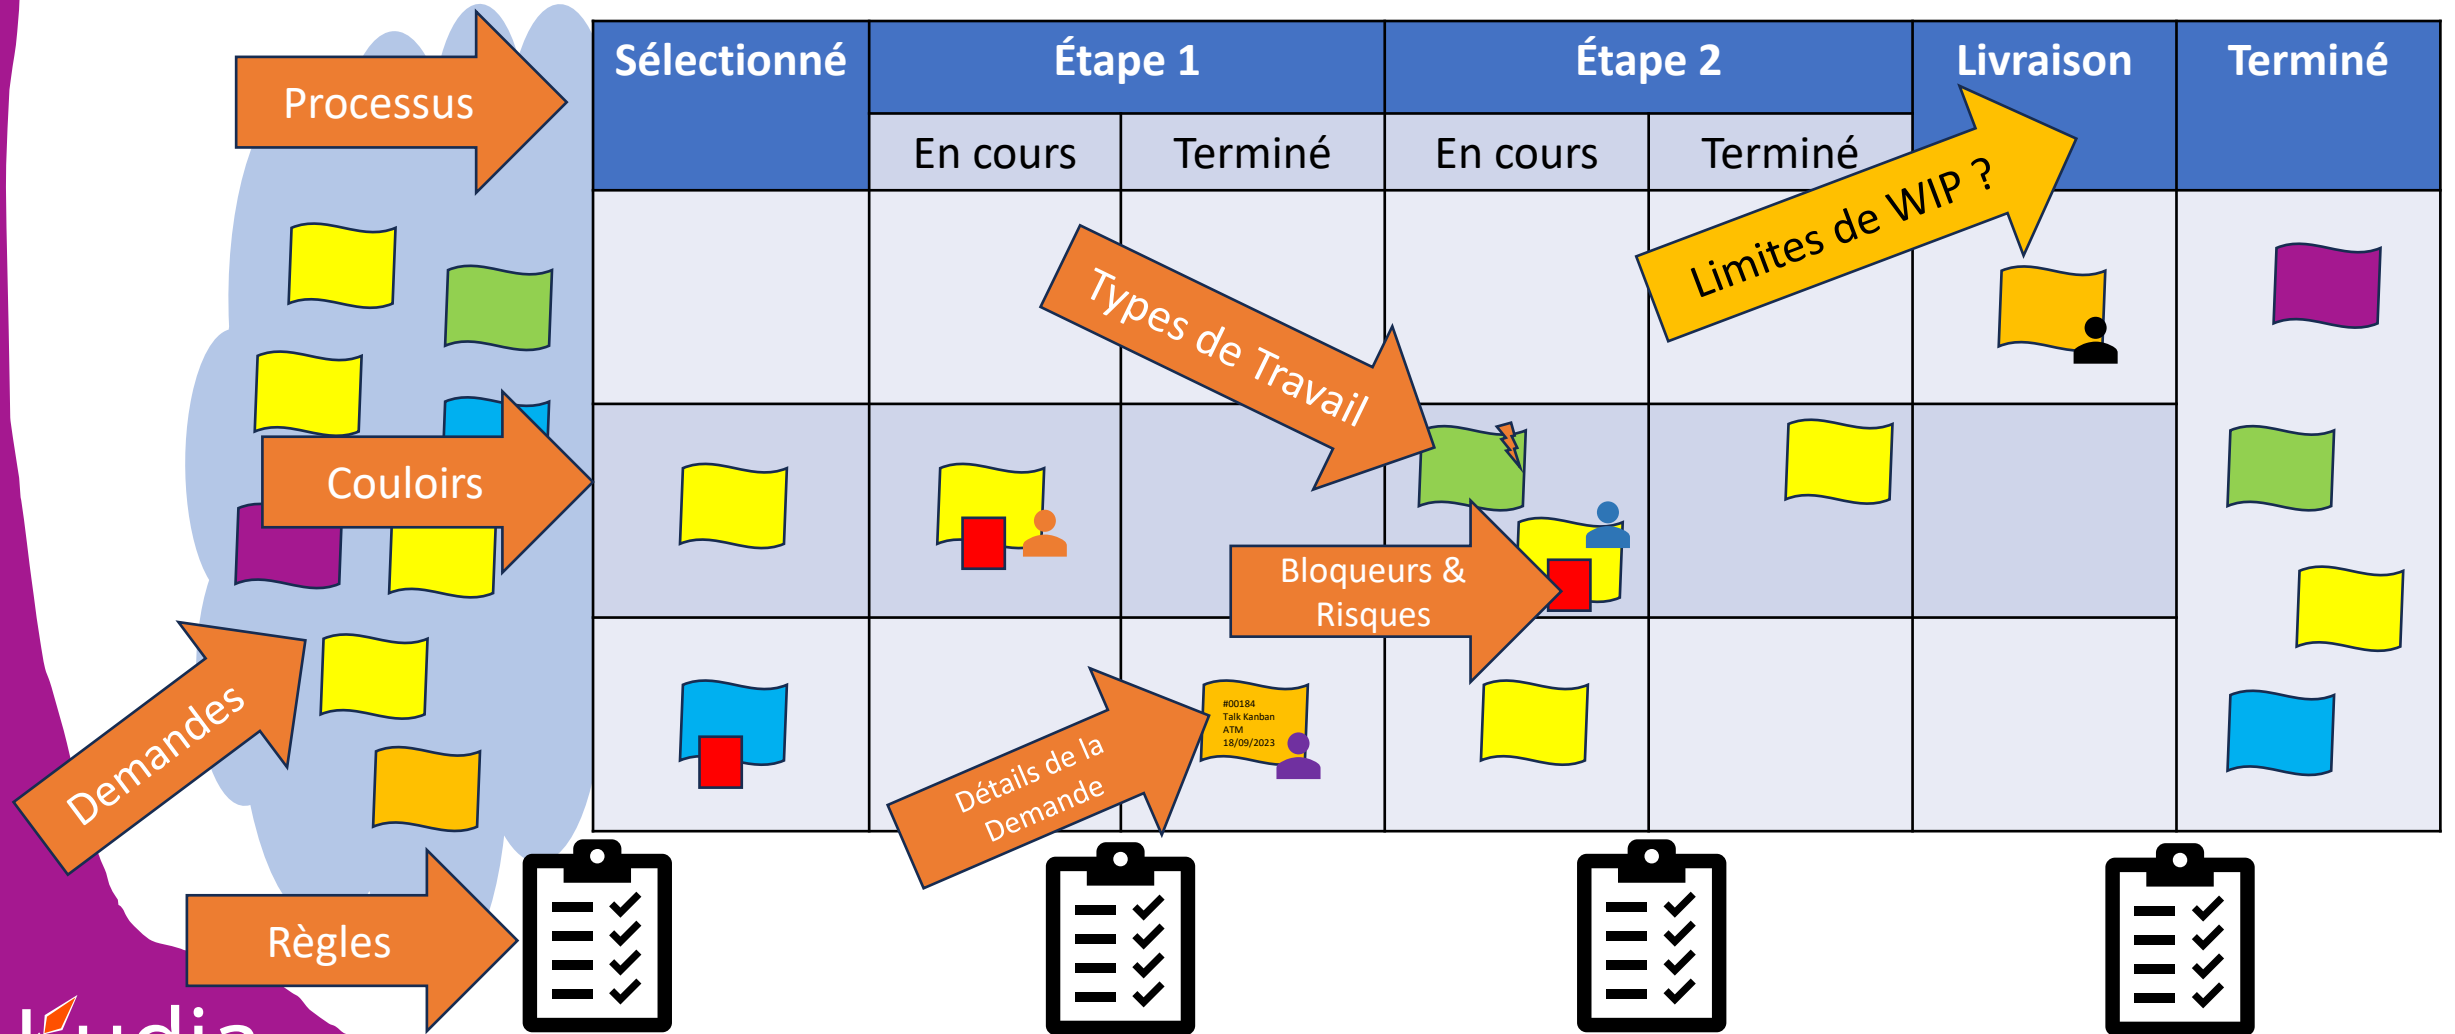 Sélectionné
Étape 1
Étape 2
Livraison
Terminé
En cours
Terminé
En cours
Terminé
Processus
Limites de WIP ?
Types de Travail
Couloirs
Bloqueurs &
Risques
Demandes
Détails de la
Demande
#00184
Talk Kanban
ATM
18/09/2023
Règles